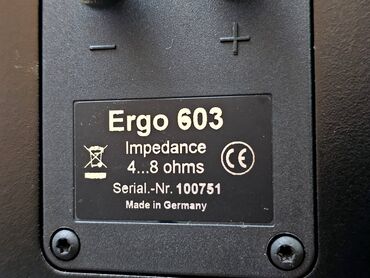 - +
Ergo 603
Impedance
4...8 ohms
CE
Serial.-Nr. 100751
Made in Germany